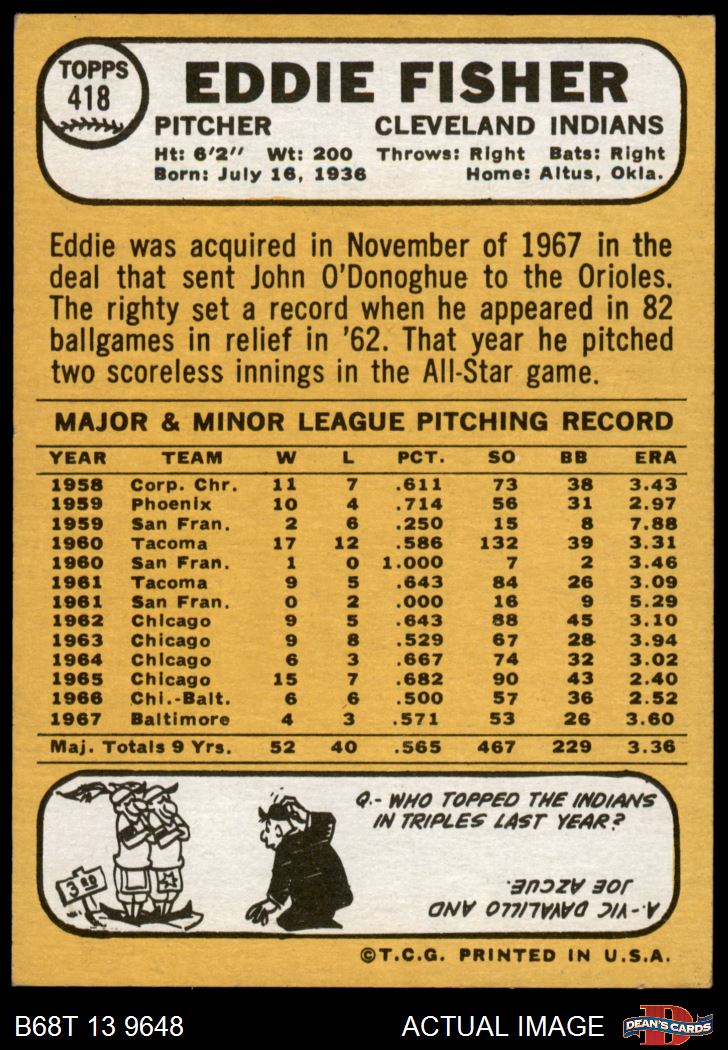 TOPPS
418
EDDIE FISHER
PITCHER CLEVELAND INDIANS
Ht: 6'2" Wt: 200 Throws: Right Bats: Right
Born: July 16, 1936 Home: Altus, Okla.
Eddie was acquired in November of 1967 in the
deal that sent John O'Donoghue to the Orioles.
The righty set a record when he appeared in 82
ballgames in relief in '62. That year he pitched
two scoreless innings in the All-Star game.
MAJOR & MINOR LEAGUE PITCHING RECORD
YEAR TEAM W L PCT. SO BB ERA
1958 Corp. Chr. 11 7 .611 73 38 3.43
1959 Phoenix 10 4 .714 56 31 2.97
1959 San Fran. 2 6 .250 15 8 7.88
1960 Tacoma 17 12 .586 132 39 3.31
1960 San Fran. 1 0 1.000 7 2 3.46
1961 Tacoma 9 5 .643 84 26 3.09
1961 San Fran. 0 2 .000 16 9 5.29
1962 Chicago 9 5 .643 88 45 3.10
1963 Chicago 9 8 .529 67 28 3.94
1964 Chicago 6 3 .667 74 32 3.02
1965 Chicago 15 7 .682 90 43 2.40
1966 Chi.-Balt. 6 6 .500 57 36 2.52
1967 Baltimore 4 3 .571 53 26 3.60
Maj. Totals 9 Yrs. 52 40 .565 467 229 3.36
3 RD
Q.- WHO TOPPED THE INDIANS
IN TRIPLES LAST YEAR?
A.- VIC DAVALILLO AND
JOE AZCUE.
©T.C.G. PRINTED IN U.S.A.
B68T 13 9648 ACTUAL IMAGE
D
DEAN'S CARDS